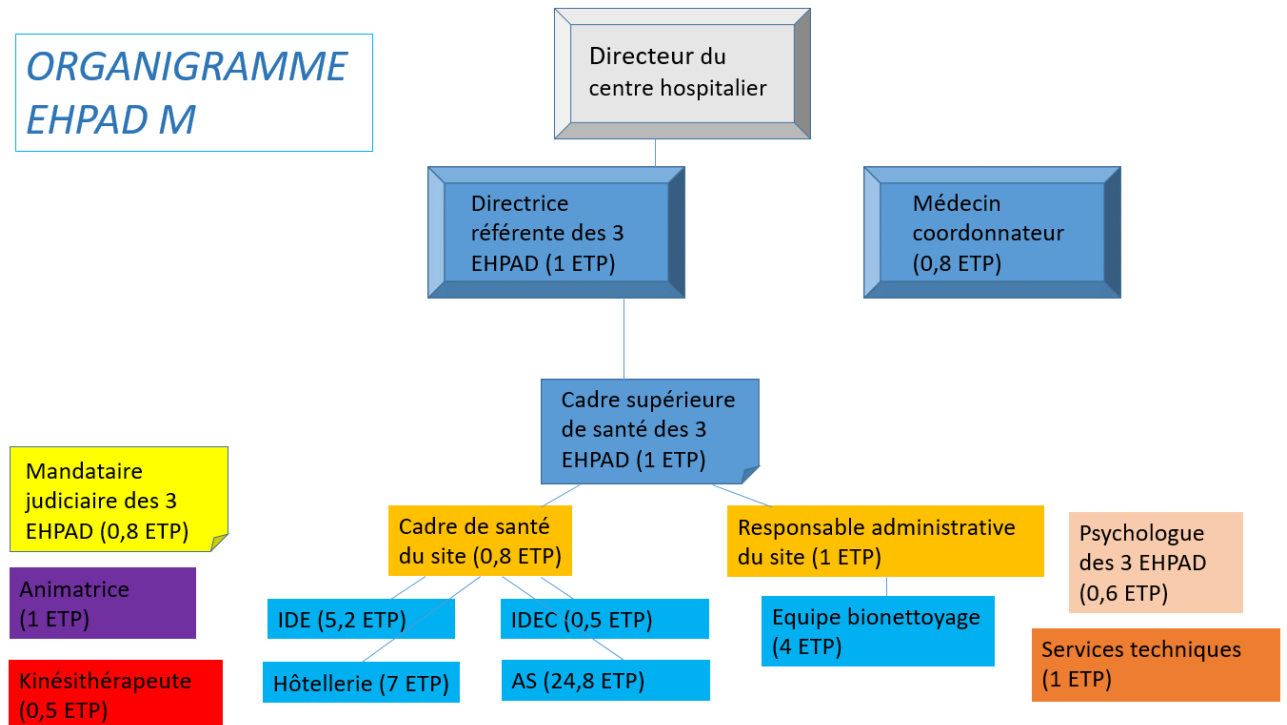 ORGANIGRAMME
EHPAD M
Directeur du
centre hospitalier
Directrice
référente des 3
EHPAD (1 ETP)
Médecin
coordonnateur
(0,8 ETP)
Cadre supérieure
de santé des 3
EHPAD (1 ETP)
Mandataire
judiciaire des 3
EHPAD (0,8 ETP)
Cadre de santé
du site (0,8 ETP)
Responsable administrative
du site (1 ETP)
Psychologue
des 3 EHPAD
(0,6 ETP)
Animatrice
(1 ETP)
IDE (5,2 ETP)
IDEC (0,5 ETP)
Equipe bionettoyage
(4 ETP)
Services techniques
(1 ETP)
Kinésithérapeute
(0,5 ETP)
Hôtellerie (7 ETP)
AS (24,8 ETP)